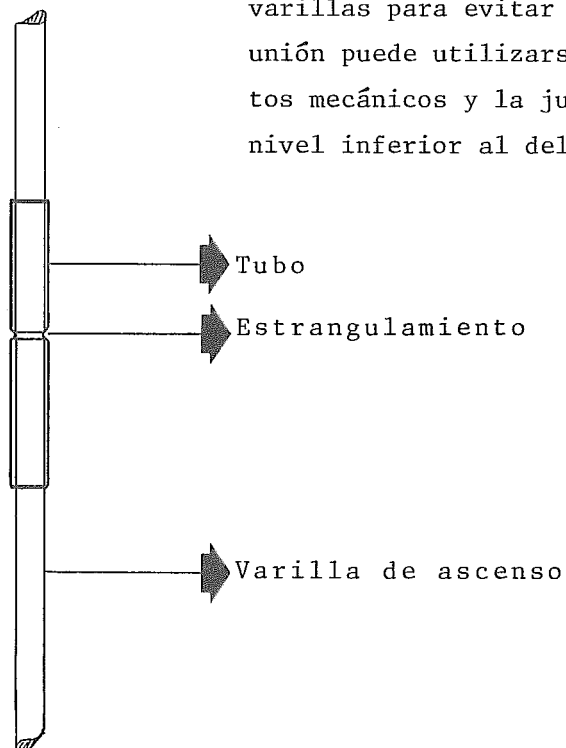 varillas para evitar
unión puede utilizars
tos mecánicos y la ju
nivel inferior al del
Tubo
Estrangulamiento
Varilla de ascenso